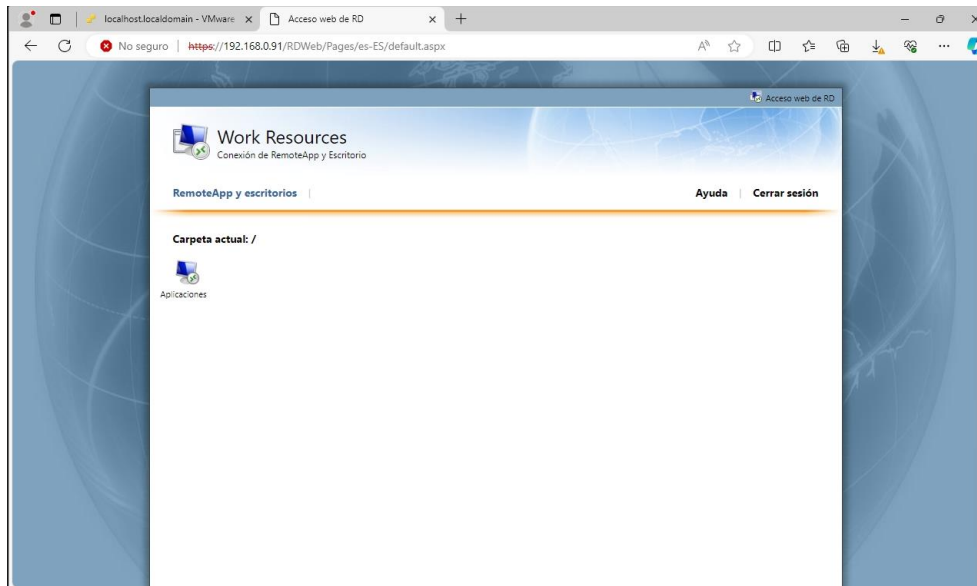 localhost.localdomain - VMware
Acceso web de RD
No seguro | https://192.168.0.91/RDWeb/Pages/es-ES/default.aspx
Acceso web de RD
Work Resources
Conexión de RemoteApp y Escritorio
RemoteApp y escritorios | Ayuda | Cerrar sesión
Carpeta actual: /
Aplicaciones